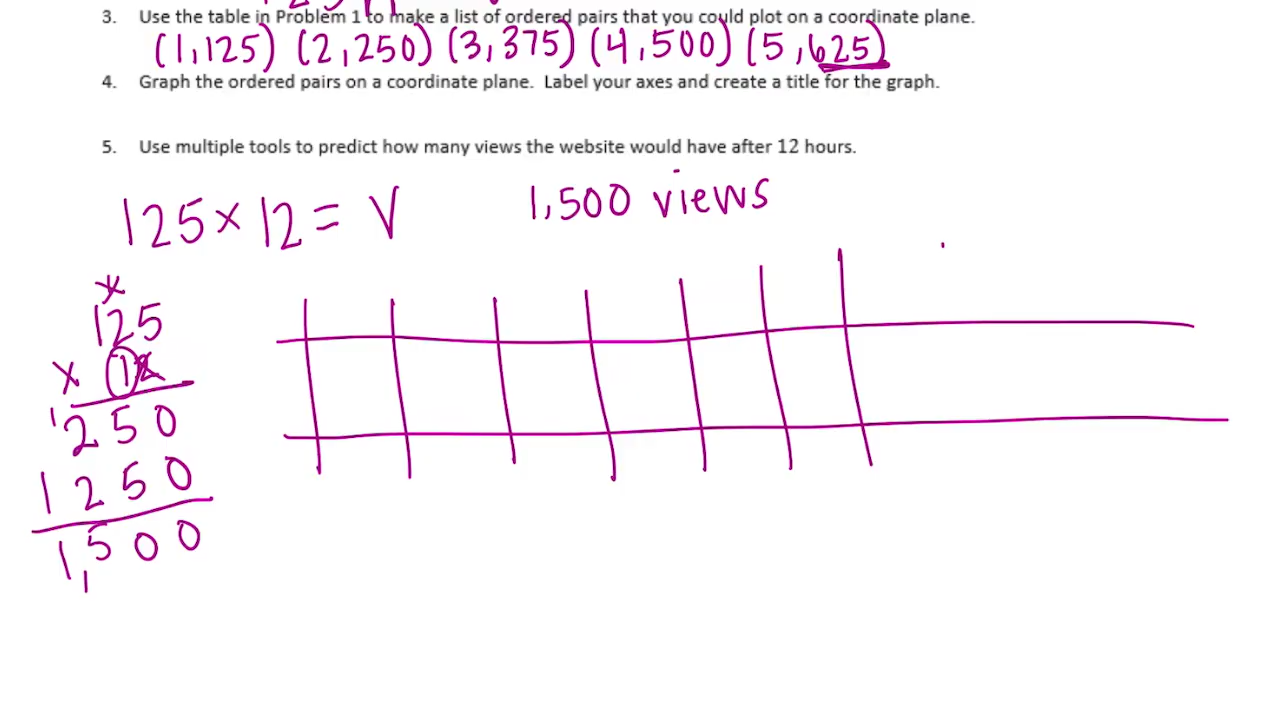 3. Use the table in Problem 1 to make a list of ordered pairs that you could plot on a coordinate plane.
(1,125) (2,250) (3,375) (4,500) (5,625)
4. Graph the ordered pairs on a coordinate plane. Label your axes and create a title for the graph.
5. Use multiple tools to predict how many views the website would have after 12 hours.
125 × 12 = V
1,500 views
125
× 12
1250
1250
1,500